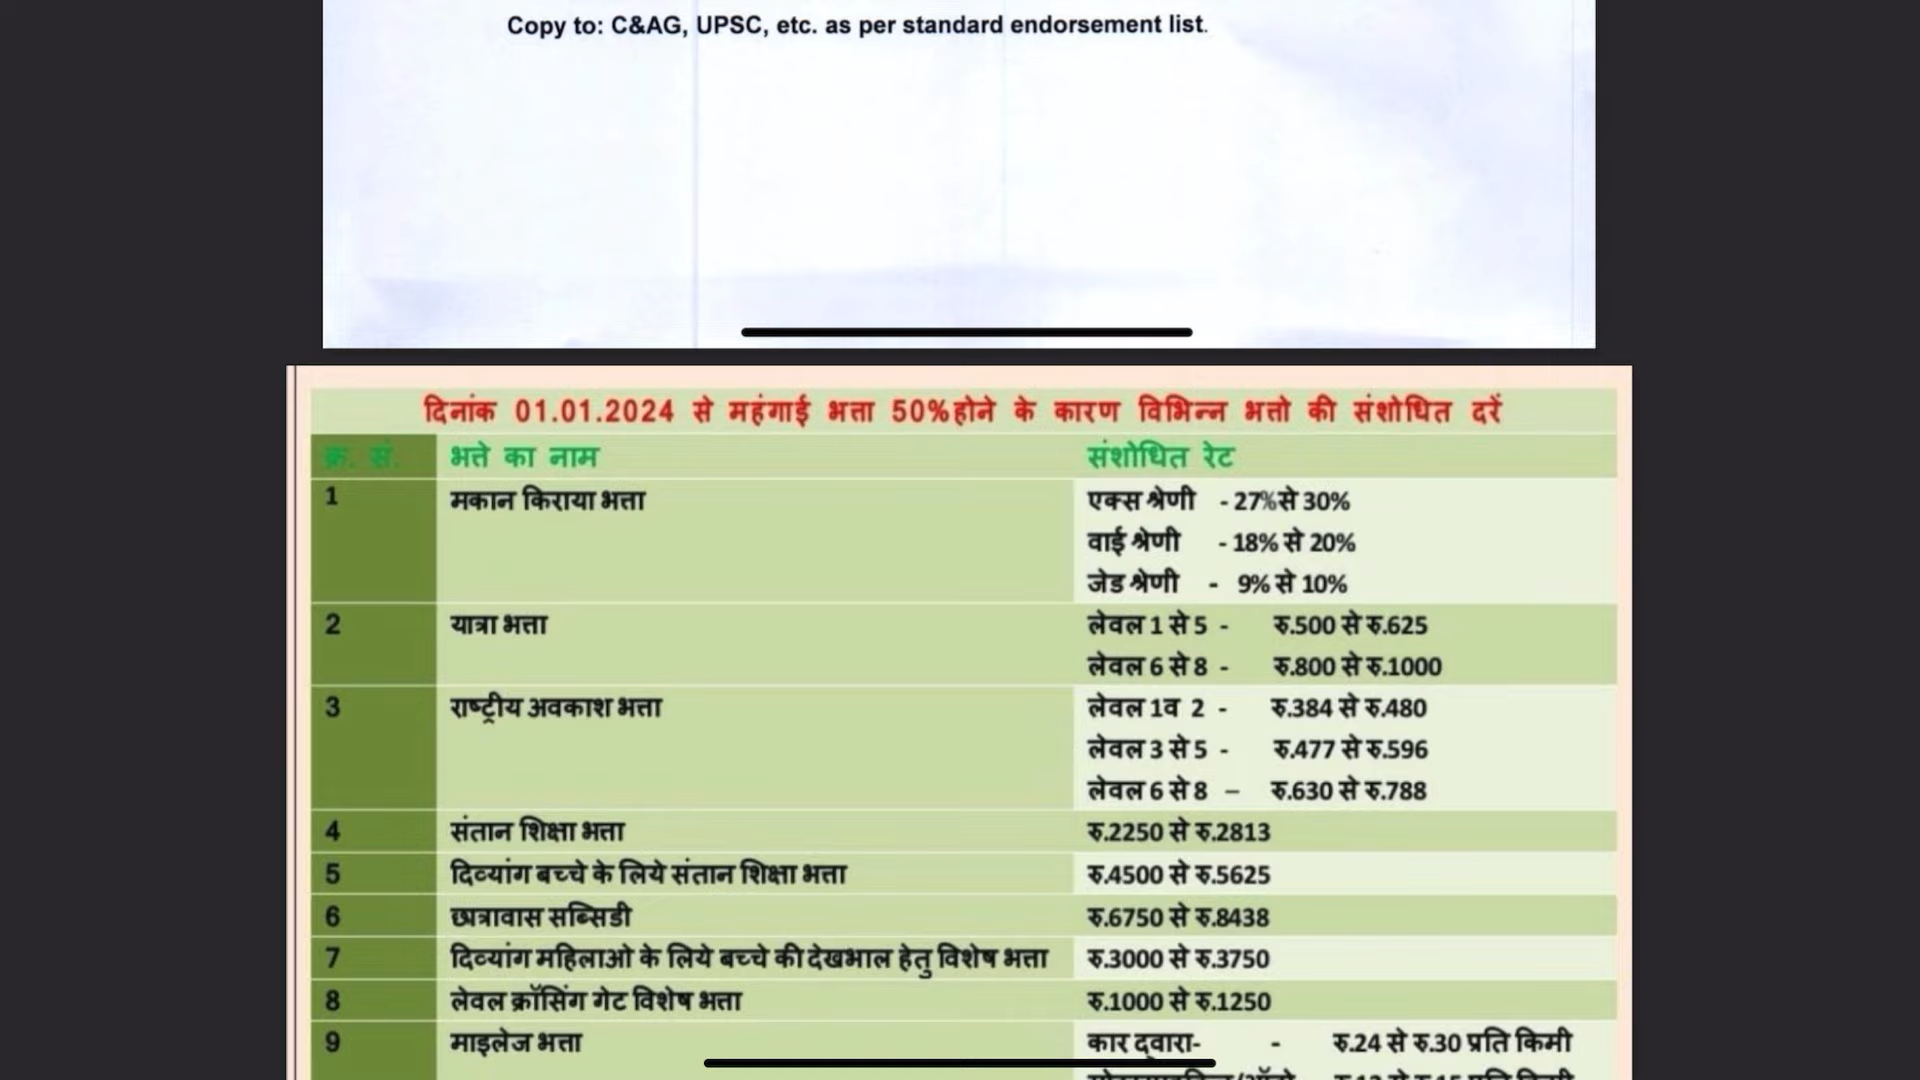 Copy to: C&AG, UPSC, etc. as per standard endorsement list.
दिनांक 01.01.2024 से महंगाई भत्ता 50%होने के कारण विभिन्न भत्तो की संशोधित दरें
क्र. सं. भत्ते का नाम संशोधित रेट
1 मकान किराया भत्ता एक्स श्रेणी - 27%से 30%
वाई श्रेणी - 18% से 20%
जेड श्रेणी - 9% से 10%
2 यात्रा भत्ता लेवल 1 से 5 - रु.500 से रु.625
लेवल 6 से 8 - रु.800 से रु.1000
3 राष्ट्रीय अवकाश भत्ता लेवल 1व 2 - रु.384 से रु.480
लेवल 3 से 5 - रु.477 से रु.596
लेवल 6 से 8 – रु.630 से रु.788
4 संतान शिक्षा भत्ता रु.2250 से रु.2813
5 दिव्यांग बच्चे के लिये संतान शिक्षा भत्ता रु.4500 से रु.5625
6 छात्रावास सब्सिडी रु.6750 से रु.8438
7 दिव्यांग महिलाओ के लिये बच्चे की देखभाल हेतु विशेष भत्ता रु.3000 से रु.3750
8 लेवल क्रॉसिंग गेट विशेष भत्ता रु.1000 से रु.1250
9 माइलेज भत्ता कार द्वारा- - रु.24 से रु.30 प्रति किमी